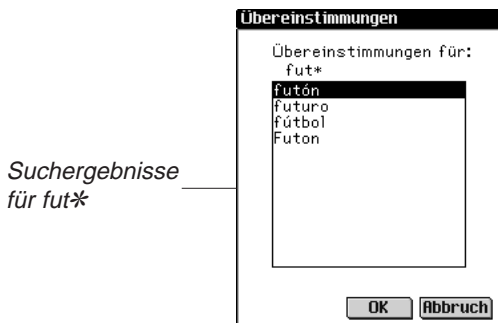 Übereinstimmungen
Übereinstimmungen für:
fut*
futón
futuro
fútbol
Futon
Suchergebnisse
für fut*
OK Abbruch